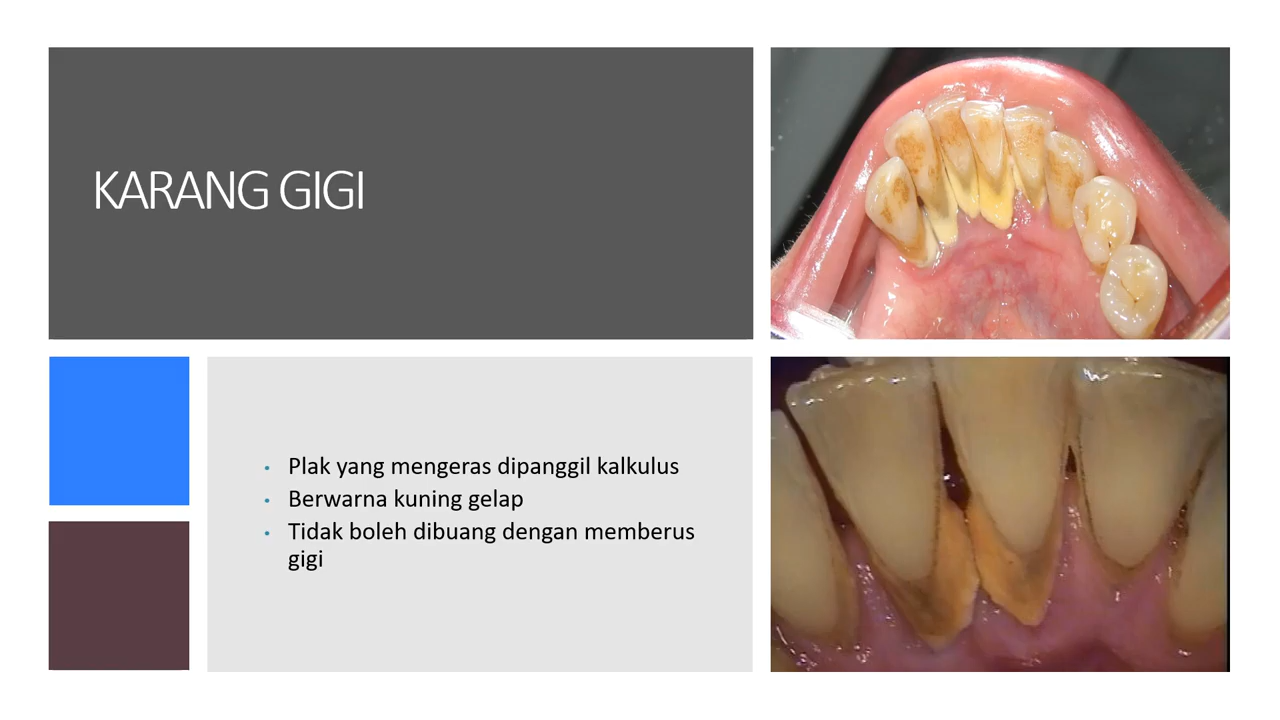 KARANG GIGI
• Plak yang mengeras dipanggil kalkulus
• Berwarna kuning gelap
• Tidak boleh dibuang dengan memberus
gigi